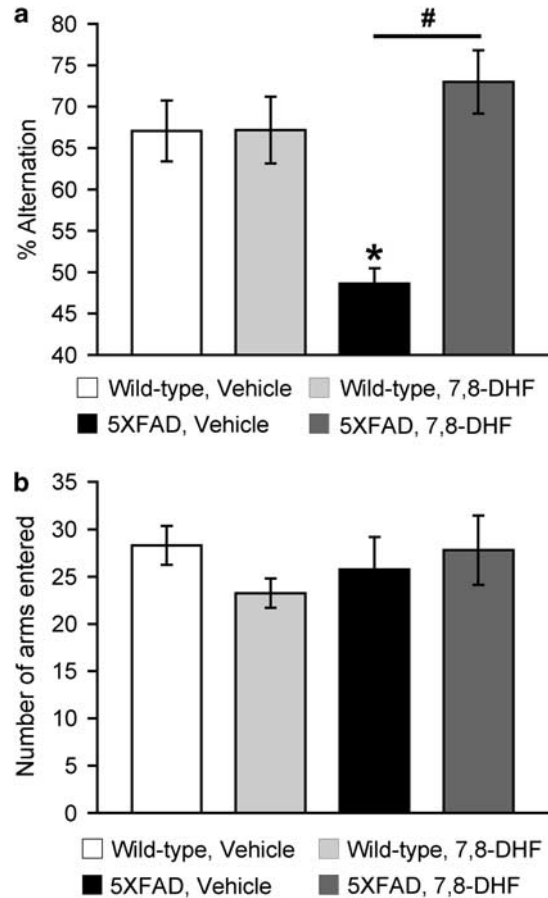 a
#
80
75
70
65
60
55
50
45
40
% Alternation
*
Wild-type, Vehicle Wild-type, 7,8-DHF
5XFAD, Vehicle 5XFAD, 7,8-DHF
b
35
30
25
20
15
10
5
0
Number of arms entered
Wild-type, Vehicle Wild-type, 7,8-DHF
5XFAD, Vehicle 5XFAD, 7,8-DHF